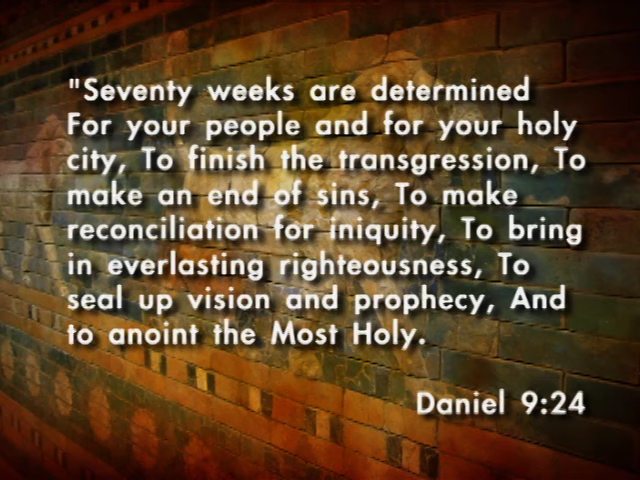 "Seventy weeks are determined
For your people and for your holy
city, To finish the transgression, To
make an end of sins, To make
reconciliation for iniquity, To bring
in everlasting righteousness, To
seal up vision and prophecy, And
to anoint the Most Holy.
Daniel 9:24